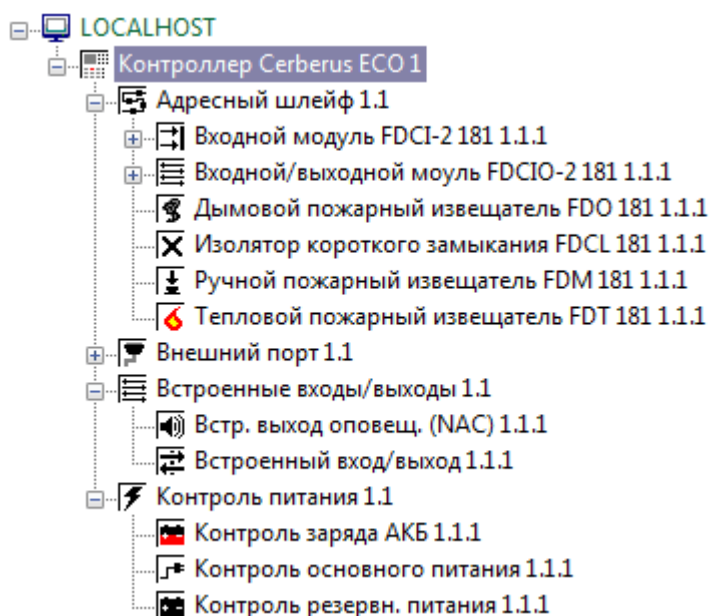 LOCALHOST
Контроллер Cerberus ECO 1
Адресный шлейф 1.1
Входной модуль FDCI-2 181 1.1.1
Входной/выходной моуль FDCIO-2 181 1.1.1
Дымовой пожарный извещатель FDO 181 1.1.1
Изолятор короткого замыкания FDCL 181 1.1.1
Ручной пожарный извещатель FDM 181 1.1.1
Тепловой пожарный извещатель FDT 181 1.1.1
Внешний порт 1.1
Встроенные входы/выходы 1.1
Встр. выход оповещ. (NAC) 1.1.1
Встроенный вход/выход 1.1.1
Контроль питания 1.1
Контроль заряда АКБ 1.1.1
Контроль основного питания 1.1.1
Контроль резервн. питания 1.1.1